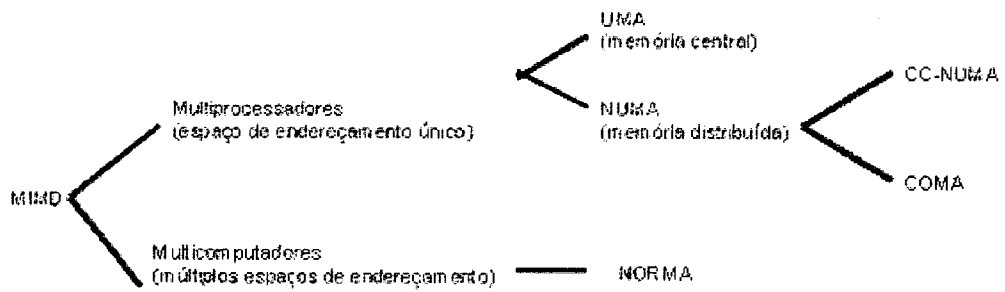 UMA
(memória central)
CC-NUMA
Multiprocessadores
(espaço de endereçamento único)
NUMA
(memória distribuída)
COMA
MIMD
Multicomputadores
(múltiplos espaços de endereçamento)
NORMA